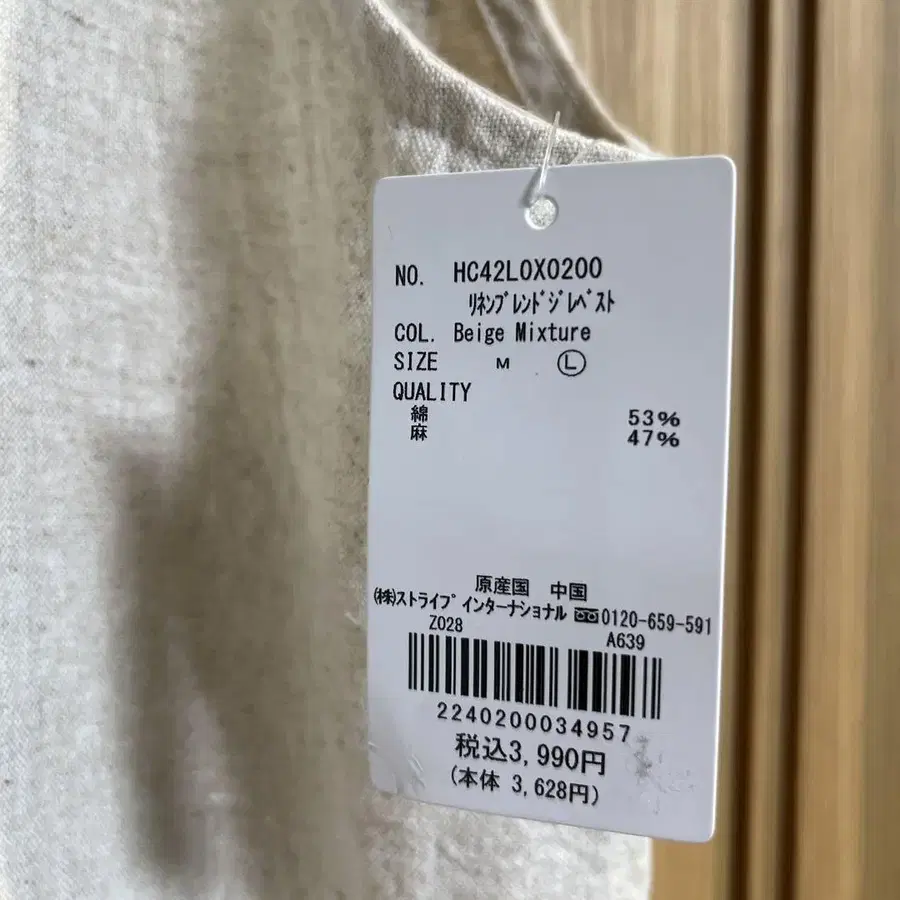 NO. HC42L0X0200
ﾘﾈﾝﾌﾞﾚﾝﾄﾞｼﾞﾚﾍﾞｽﾄ
COL. Beige Mixture
SIZE M Ⓛ
QUALITY
綿 53%
麻 47%
原産国 中国
㈱ストライプ インターナショナル 0120-659-591
Z028 A639
2240200034957
税込3,990円
(本体 3,628円)